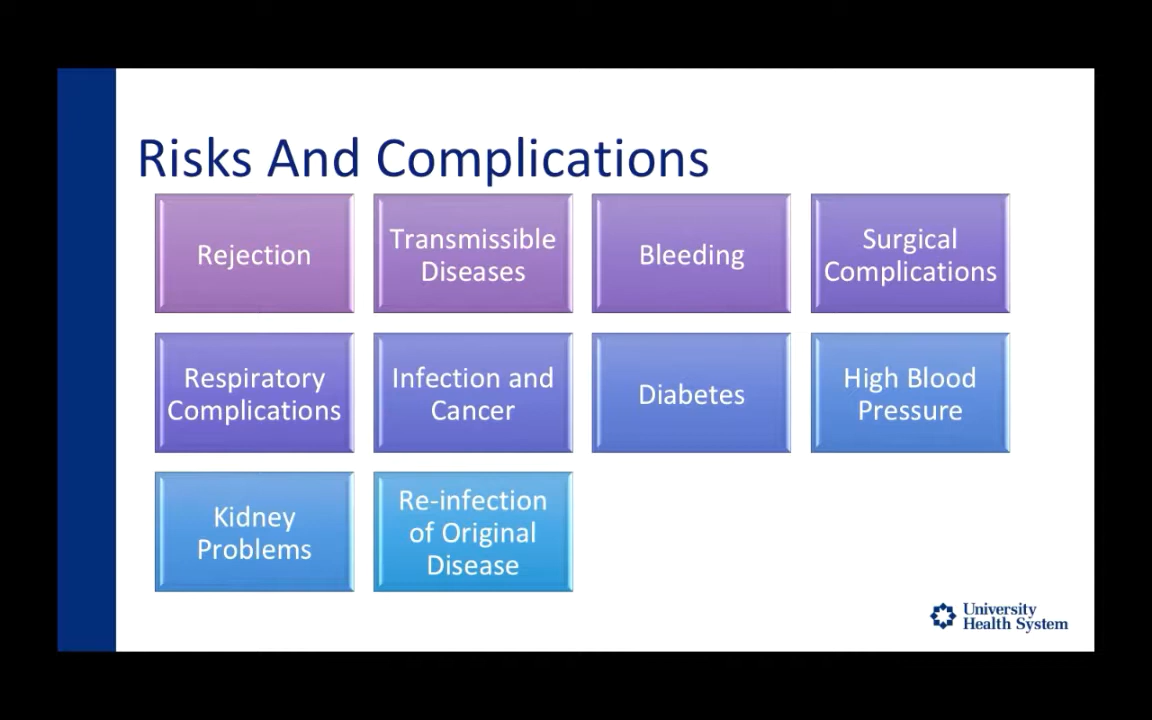 Risks And Complications
Rejection
Transmissible
Diseases
Bleeding
Surgical
Complications
Respiratory
Complications
Infection and
Cancer
Diabetes
High Blood
Pressure
Kidney
Problems
Re-infection
of Original
Disease
University
Health System